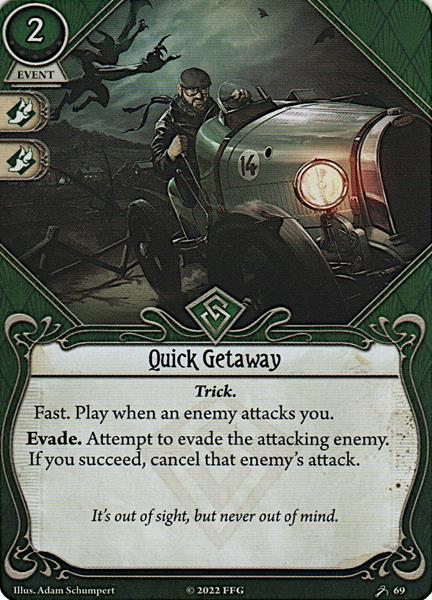 2
EVENT
14
Quick Getaway
Trick.
Fast. Play when an enemy attacks you.
Evade. Attempt to evade the attacking enemy.
If you succeed, cancel that enemy's attack.
It's out of sight, but never out of mind.
Illus. Adam Schumpert © 2022 FFG 69